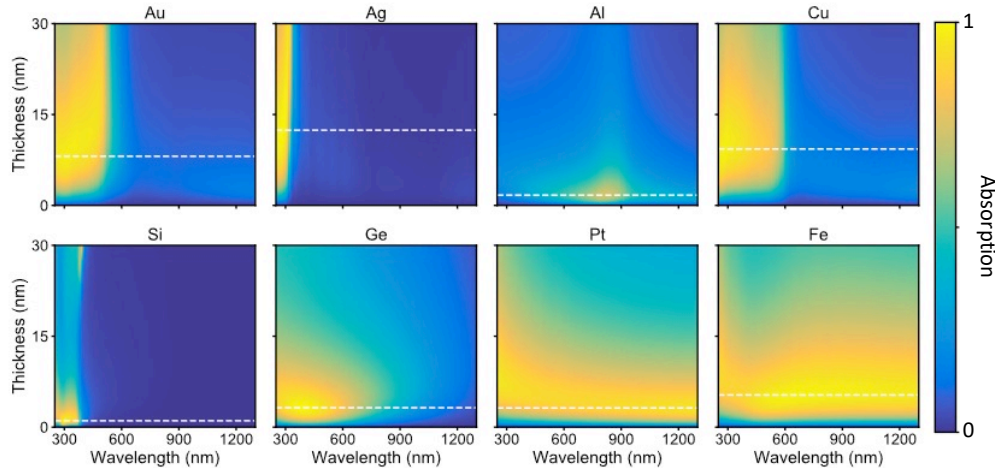 Au Ag Al Cu
30
15
0
Thickness (nm)
1
Absorption
0
Si Ge Pt Fe
30
15
0
Thickness (nm)
300 600 900 1200 300 600 900 1200 300 600 900 1200 300 600 900 1200
Wavelength (nm) Wavelength (nm) Wavelength (nm) Wavelength (nm)